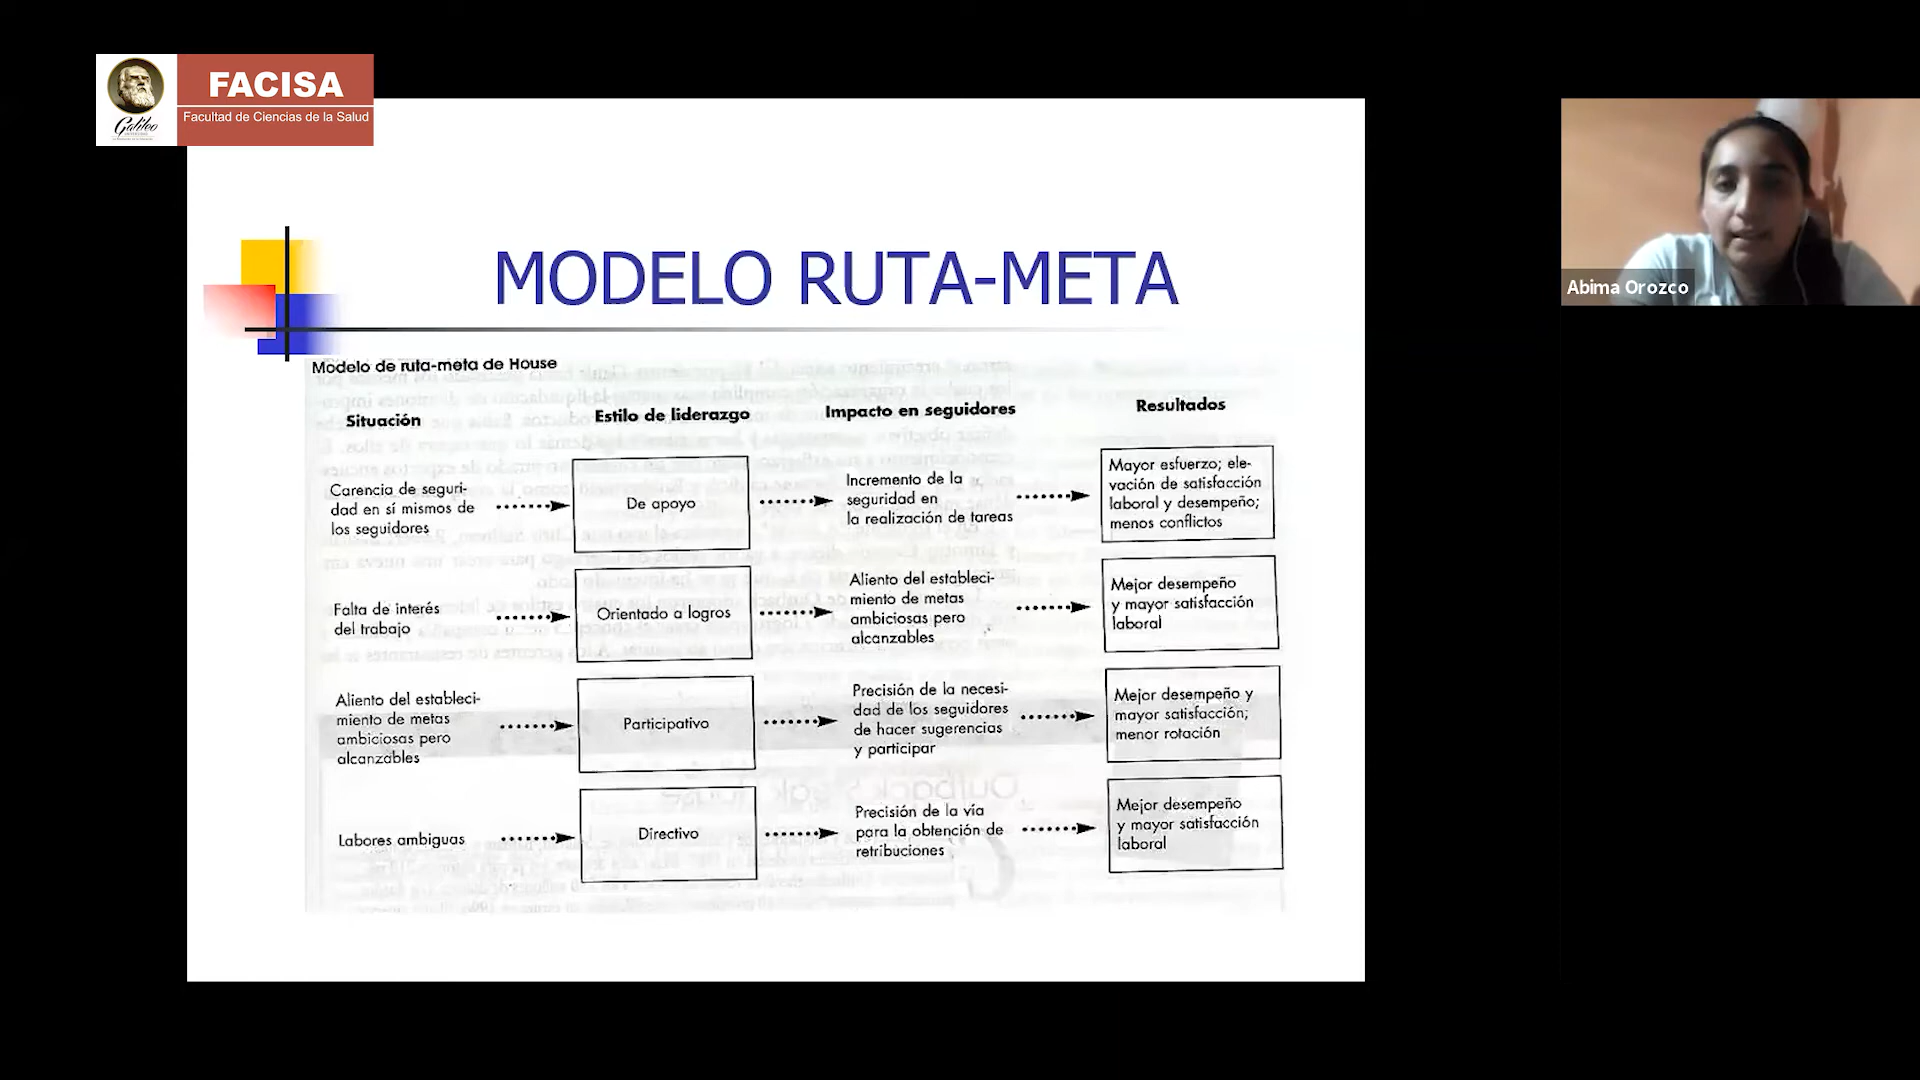 FACISA
Facultad de Ciencias de la Salud
Galileo
MODELO RUTA-META
Modelo de ruta-meta de House
Situación
Estilo de liderazgo
Impacto en seguidores
Resultados
Carencia de seguri-
dad en sí mismos de
los seguidores
De apoyo
Incremento de la
seguridad en
la realización de tareas
Mayor esfuerzo; ele-
vación de satisfacción
laboral y desempeño;
menos conflictos
Falta de interés
del trabajo
Orientado a logros
Aliento del estableci-
miento de metas
ambiciosas pero
alcanzables
Mejor desempeño
y mayor satisfacción
laboral
Aliento del estableci-
miento de metas
ambiciosas pero
alcanzables
Participativo
Precisión de la necesi-
dad de los seguidores
de hacer sugerencias
y participar
Mejor desempeño y
mayor satisfacción;
menor rotación
Labores ambiguas
Directivo
Precisión de la vía
para la obtención de
retribuciones
Mejor desempeño
y mayor satisfacción
laboral
Abima Orozco